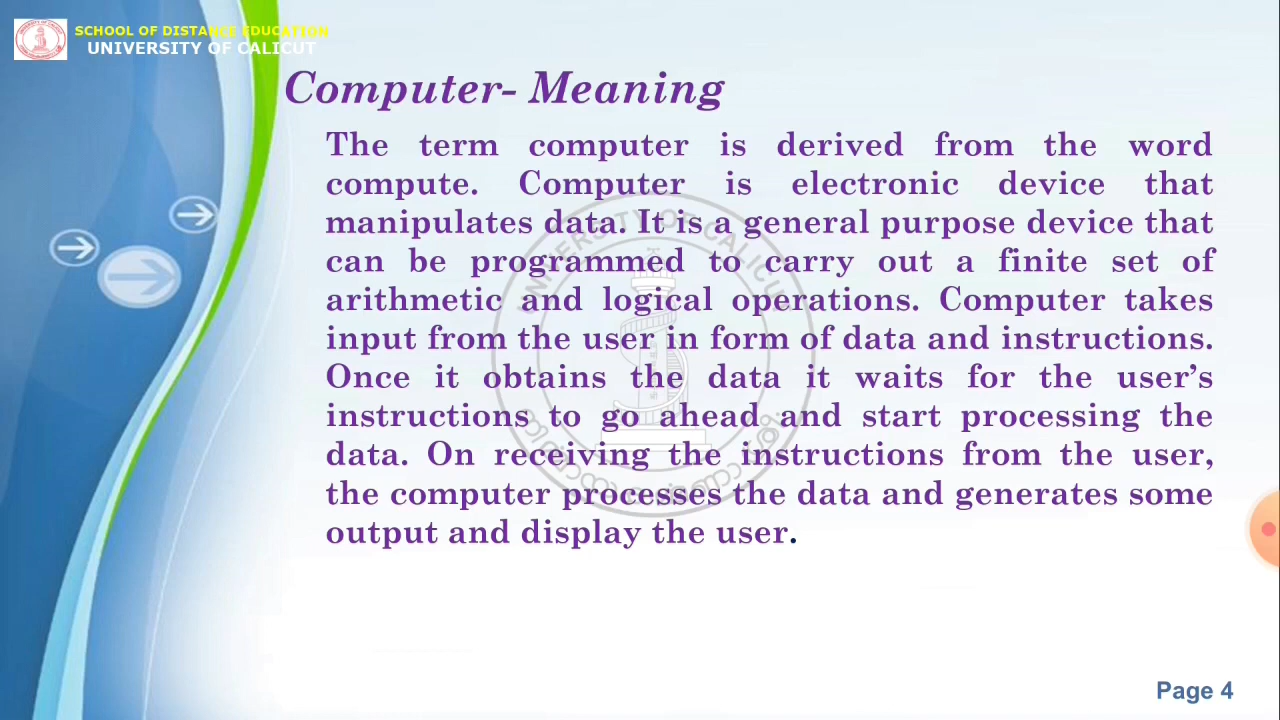 SCHOOL OF DISTANCE EDUCATION
UNIVERSITY OF CALICUT
Computer- Meaning
The term computer is derived from the word
compute. Computer is electronic device that
manipulates data. It is a general purpose device that
can be programmed to carry out a finite set of
arithmetic and logical operations. Computer takes
input from the user in form of data and instructions.
Once it obtains the data it waits for the user’s
instructions to go ahead and start processing the
data. On receiving the instructions from the user,
the computer processes the data and generates some
output and display the user.
UNIVERSITY OF CALICUT
Page 4